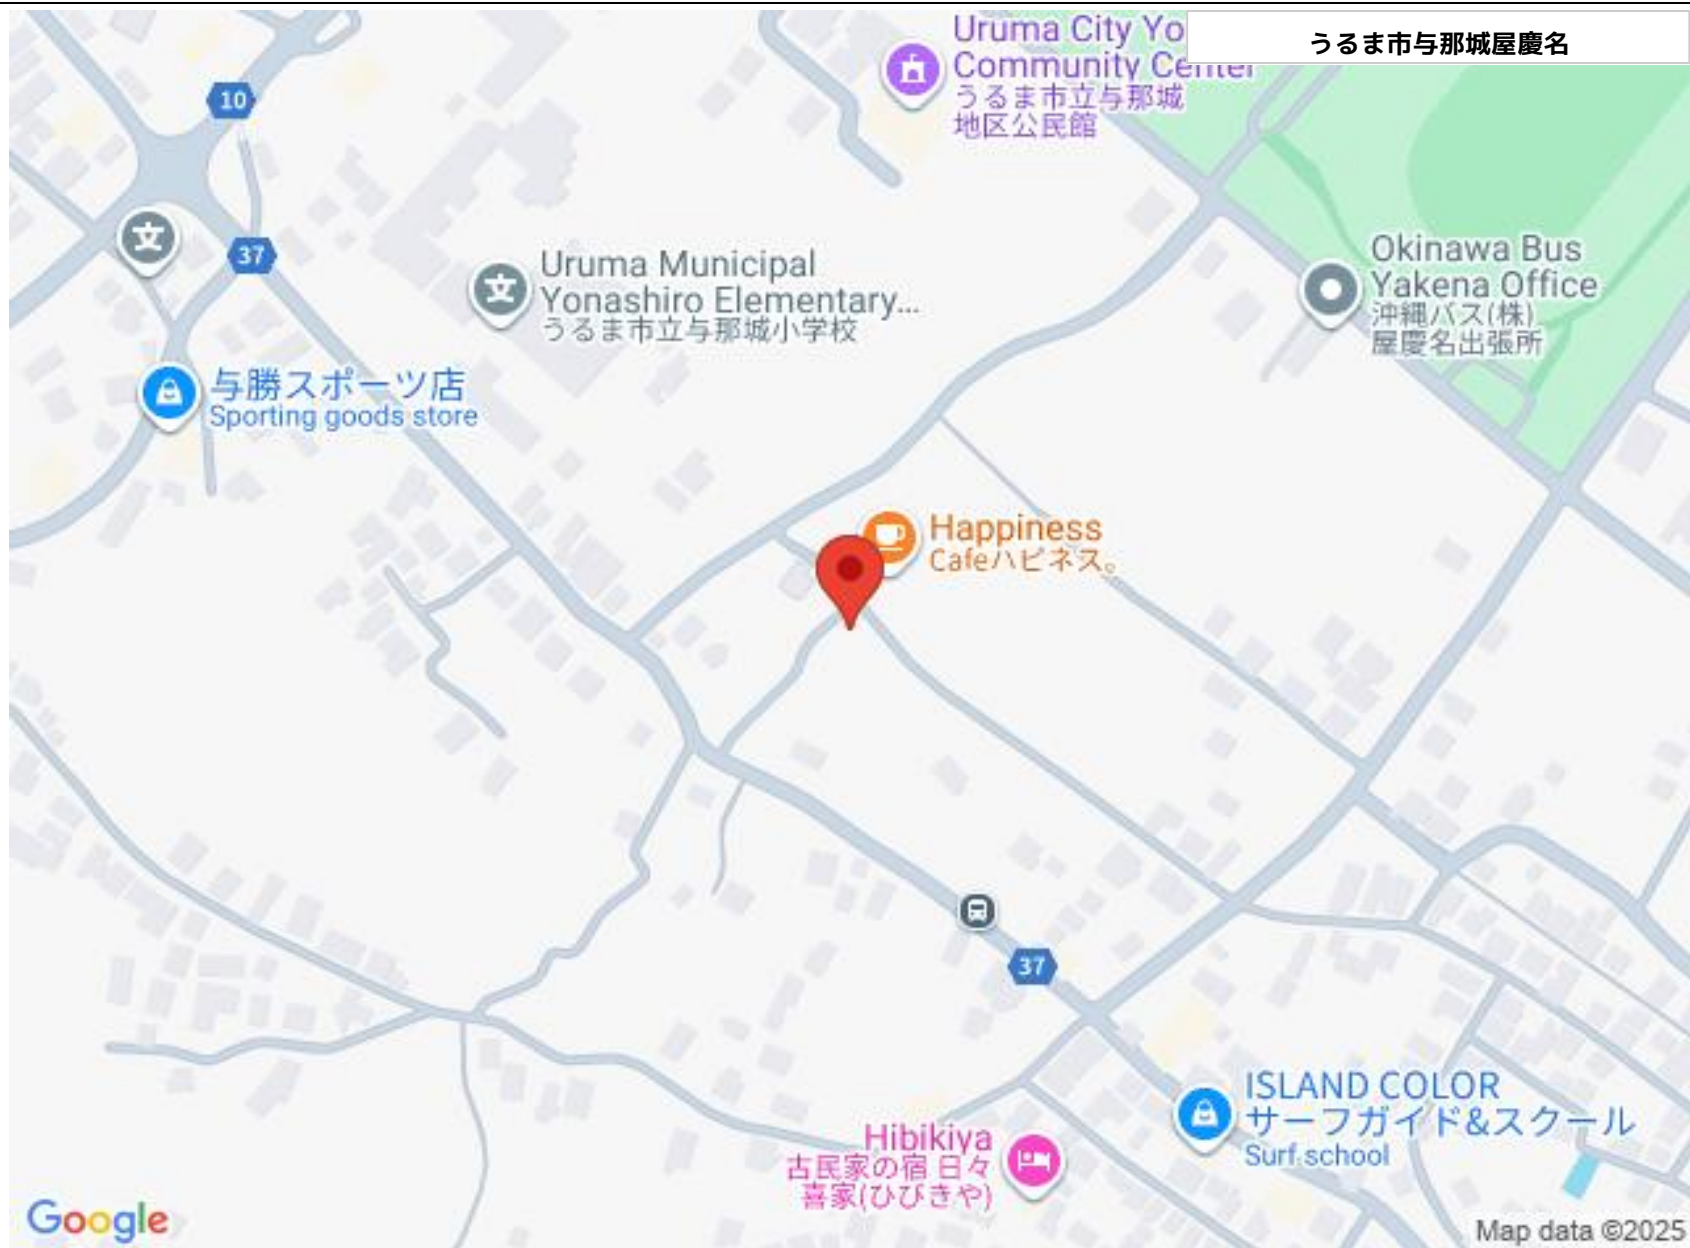 うるま市与那城屋慶名
Uruma City Yo
Community Center
うるま市立与那城
地区公民館
10
文
37
文
Uruma Municipal
Yonashiro Elementary...
うるま市立与那城小学校
Okinawa Bus
Yakena Office
沖縄バス(株)
屋慶名出張所
与勝スポーツ店
Sporting goods store
Happiness
Cafeハピネス。
37
ISLAND COLOR
サーフガイド&スクール
Surf school
Hibikiya
古民家の宿 日々
喜家(ひびきや)
Google
Map data ©2025